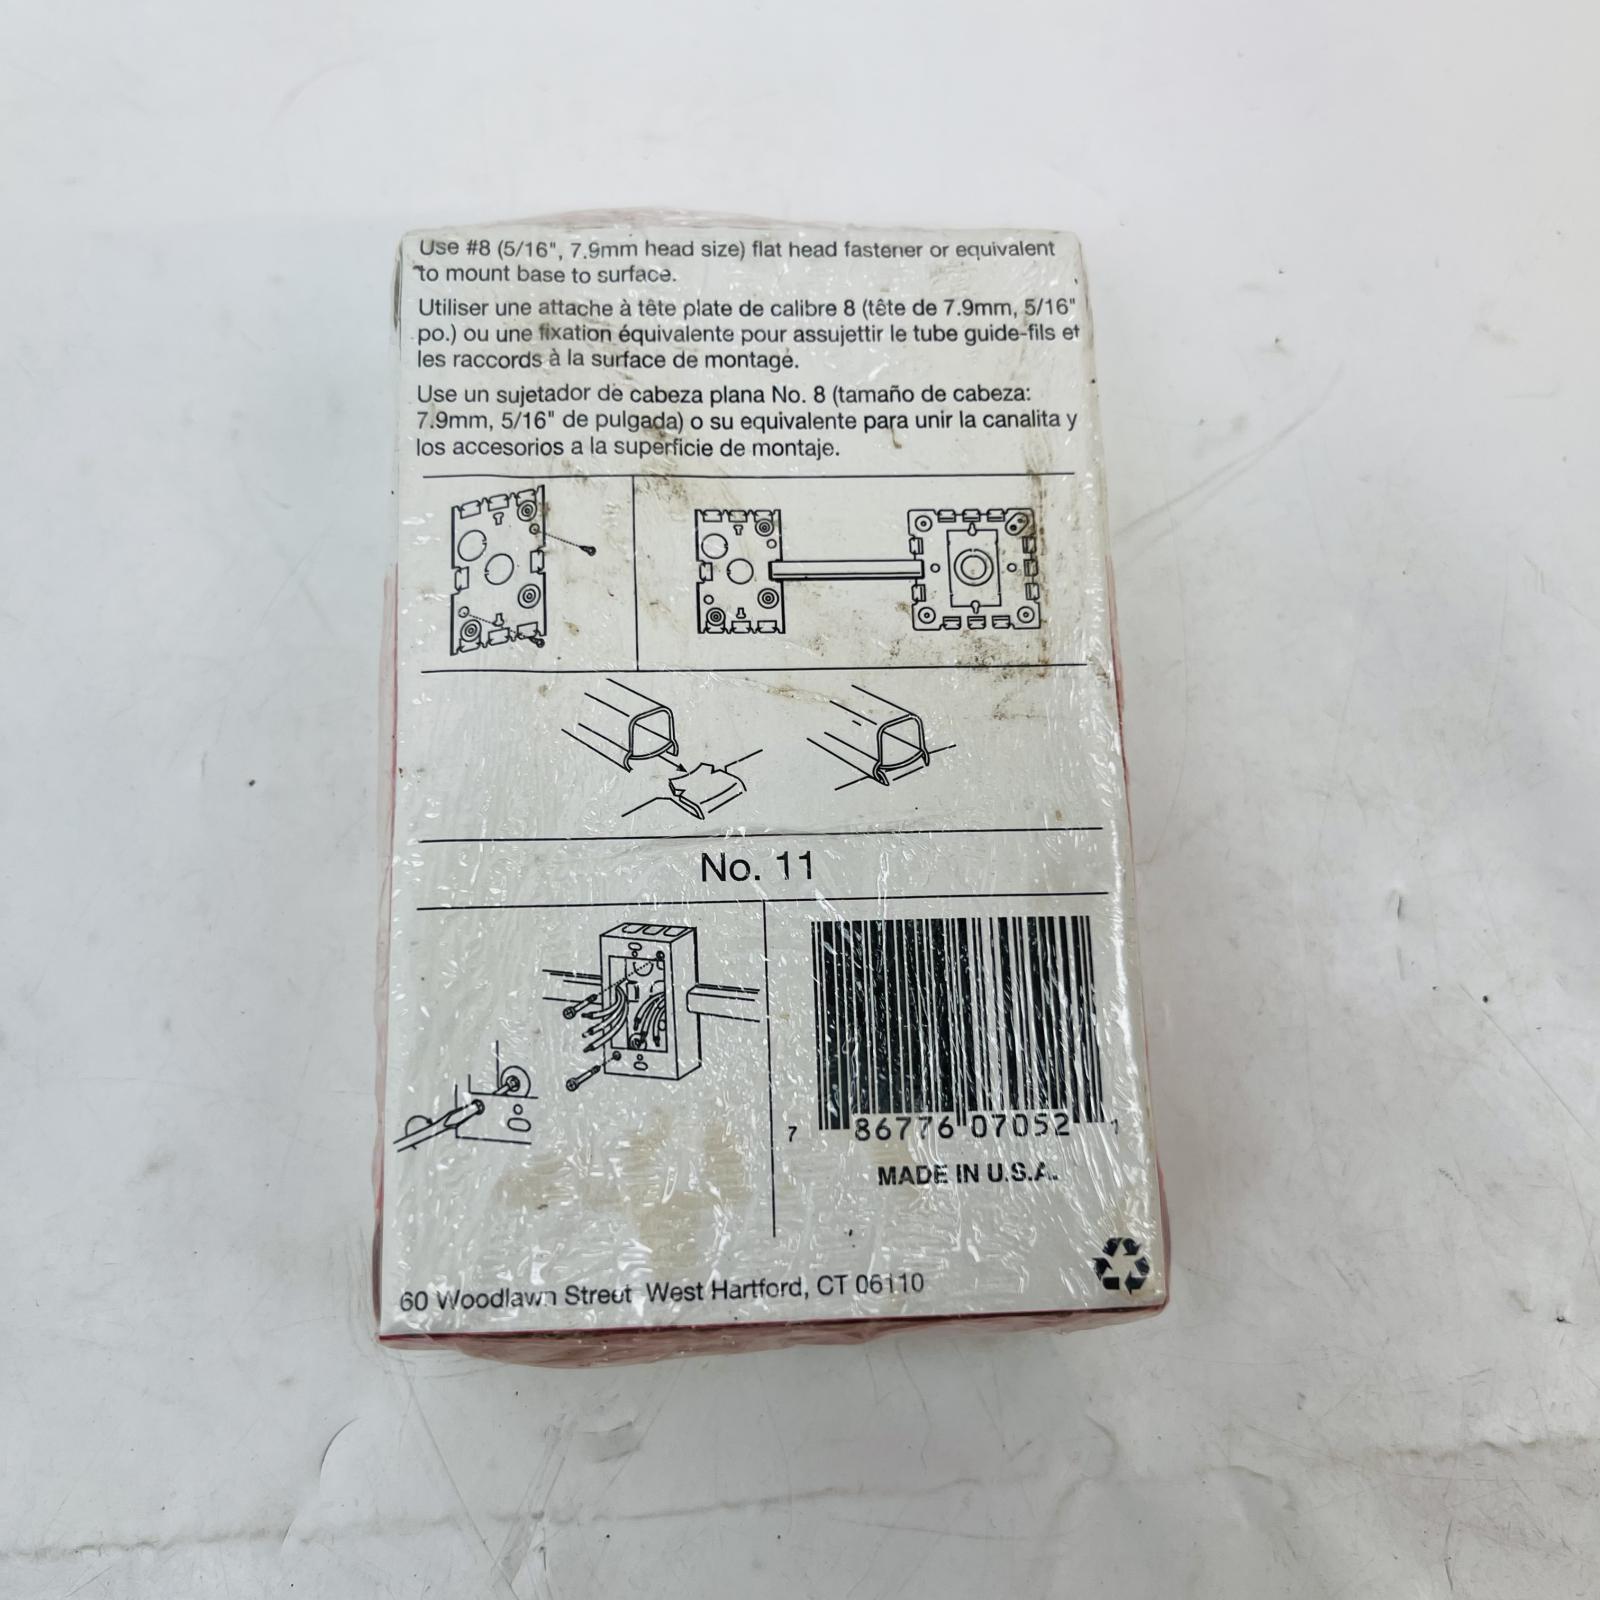 Use #8 (5/16", 7.9mm head size) flat head fastener or equivalent
to mount base to surface.
Utiliser une attache à tête plate de calibre 8 (tête de 7.9mm, 5/16"
po.) ou une fixation équivalente pour assujettir le tube guide-fils et
les raccords à la surface de montage.
Use un sujetador de cabeza plana No. 8 (tamaño de cabeza:
7.9mm, 5/16" de pulgada) o su equivalente para unir la canalita y
los accesorios a la superficie de montaje.
No. 11
7 86776 07052 1
MADE IN U.S.A.
60 Woodlawn Street West Hartford, CT 06110